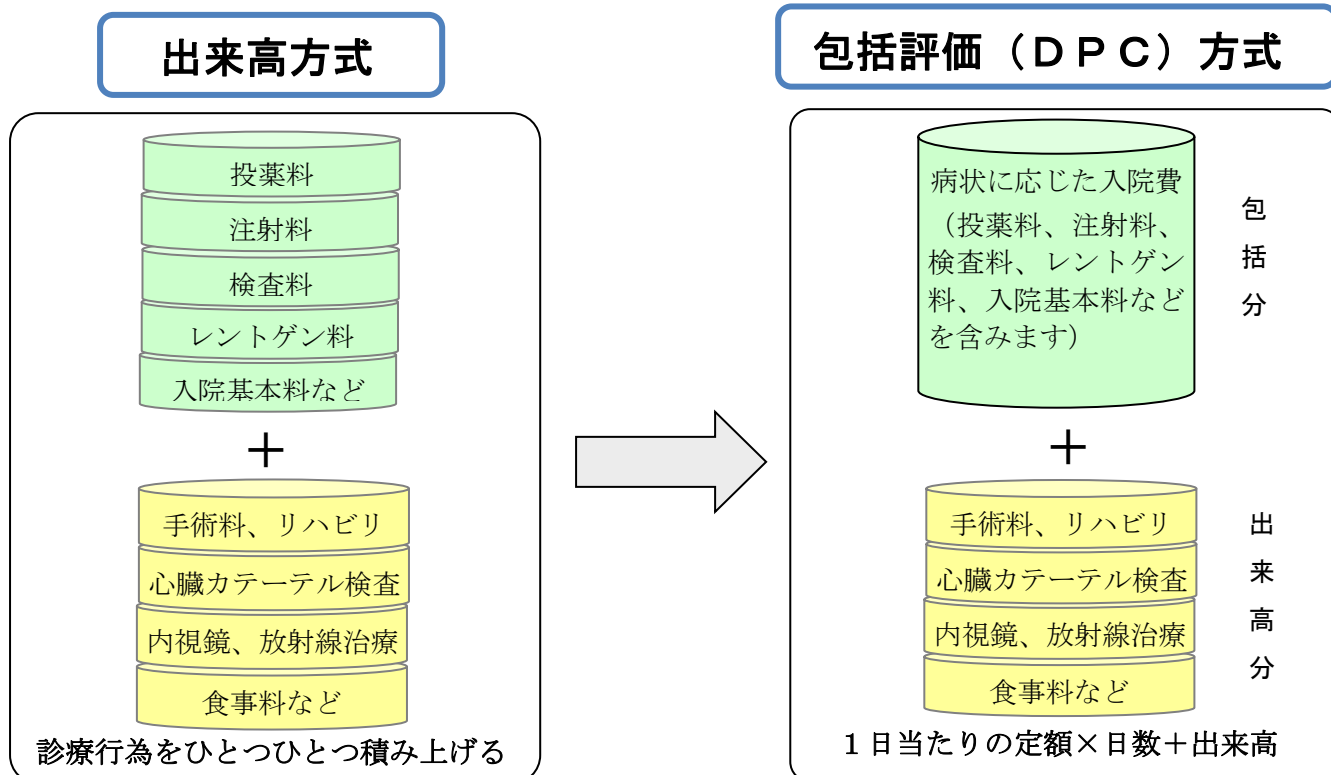 出来高方式
投薬料
注射料
検査料
レントゲン料
入院基本料など
＋
手術料、リハビリ
心臓カテーテル検査
内視鏡、放射線治療
食事料など
診療行為をひとつひとつ積み上げる
包括評価（ＤＰＣ）方式
病状に応じた入院費
（投薬料、注射料、
検査料、レントゲン
料、入院基本料など
を含みます）
包括分
＋
手術料、リハビリ
心臓カテーテル検査
内視鏡、放射線治療
食事料など
出来高分
１日当たりの定額×日数＋出来高